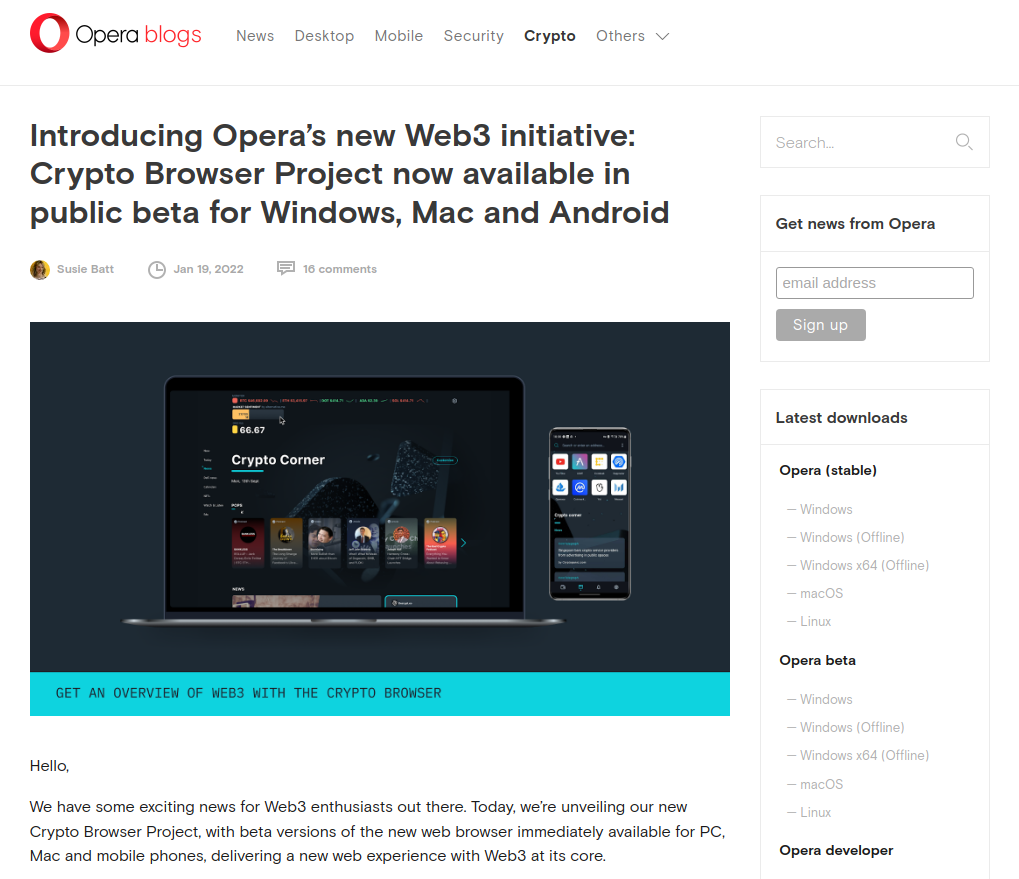 Opera blogs
News Desktop Mobile Security Crypto Others
Introducing Opera’s new Web3 initiative:
Crypto Browser Project now available in
public beta for Windows, Mac and Android
Susie Batt Jan 19, 2022 16 comments
66.67
Crypto Corner
PODS
NEWS
Crypto corner
GET AN OVERVIEW OF WEB3 WITH THE CRYPTO BROWSER
Hello,
We have some exciting news for Web3 enthusiasts out there. Today, we’re unveiling our new
Crypto Browser Project, with beta versions of the new web browser immediately available for PC,
Mac and mobile phones, delivering a new web experience with Web3 at its core.
Search...
Get news from Opera
email address
Sign up
Latest downloads
Opera (stable)
— Windows
— Windows (Offline)
— Windows x64 (Offline)
— macOS
— Linux
Opera beta
— Windows
— Windows (Offline)
— Windows x64 (Offline)
— macOS
— Linux
Opera developer